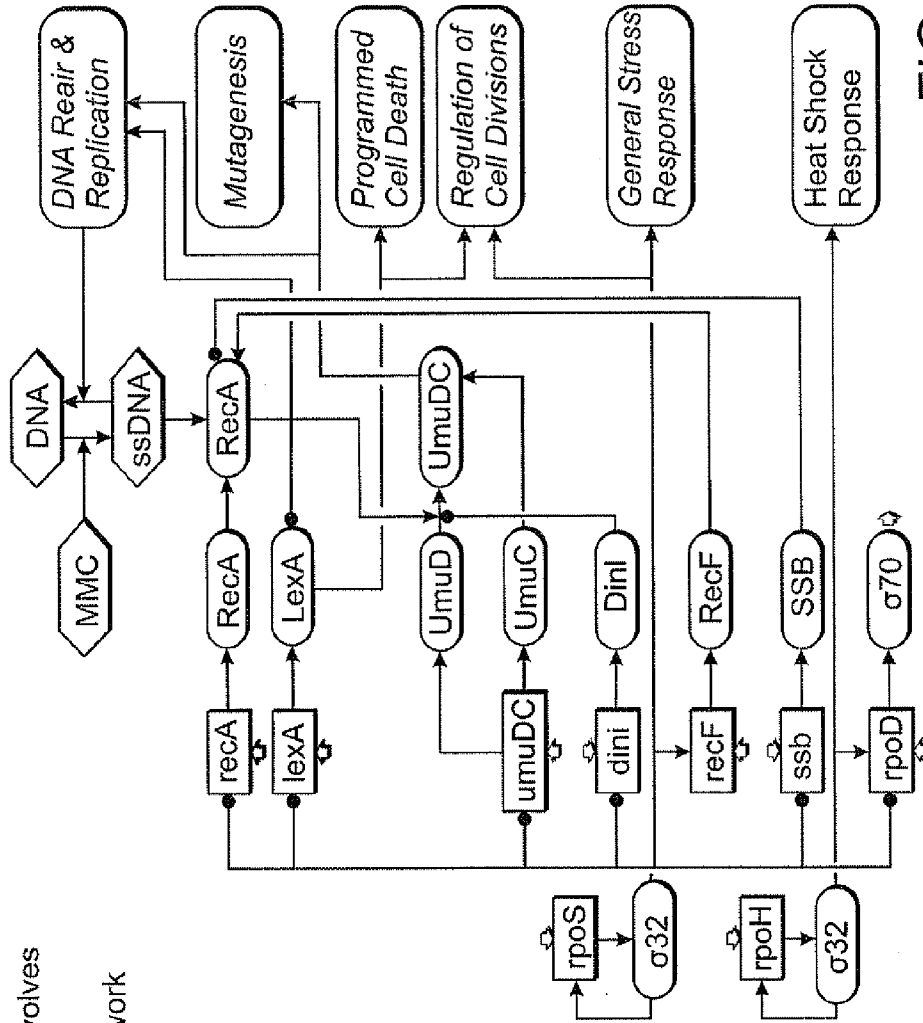 volves
work
DNA
MMC
DNA Reair &
Replication
ssDNA
recA
RecA
RecA
Mutagenesis
lexA
LexA
Programmed
Cell Death
UmuD
UmuDC
Regulation of
Cell Divisions
umuDC
UmuC
rpoS
dini
DinI
σ32
General Stress
Response
recF
RecF
rpoH
ssb
SSB
σ32
Heat Shock
Response
rpoD
σ70